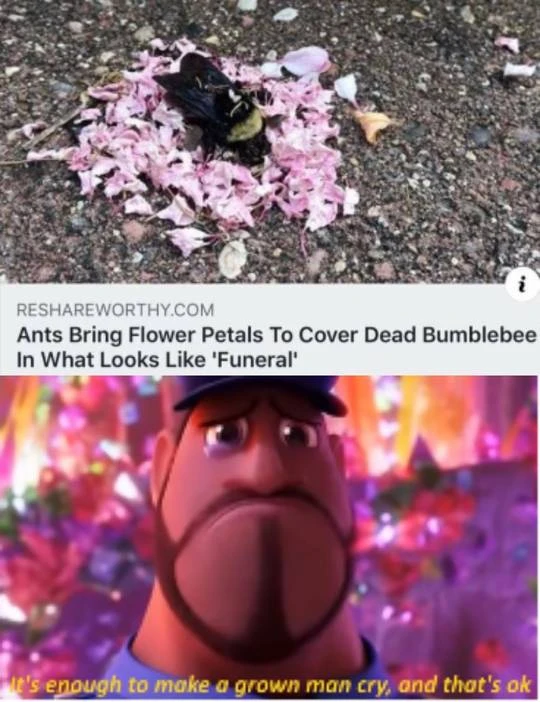 i
RESHAREWORTHY.COM
Ants Bring Flower Petals To Cover Dead Bumblebee
In What Looks Like 'Funeral'
It's enough to make a grown man cry, and that's ok